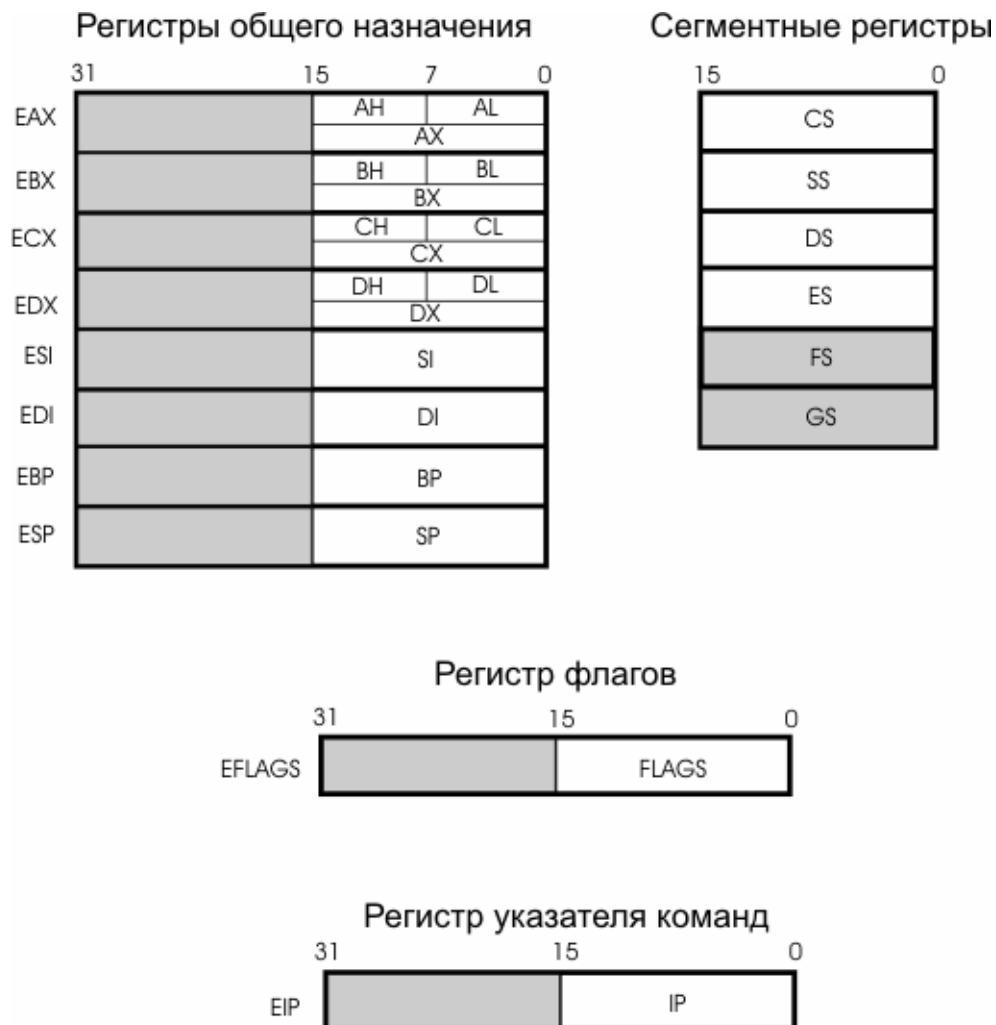 Регистры общего назначения
31 15 7 0
EAX AH AL
AX
EBX BH BL
BX
ECX CH CL
CX
EDX DH DL
DX
ESI SI
EDI DI
EBP BP
ESP SP
Сегментные регистры
15 0
CS
SS
DS
ES
FS
GS
Регистр флагов
31 15 0
EFLAGS FLAGS
Регистр указателя команд
31 15 0
EIP IP